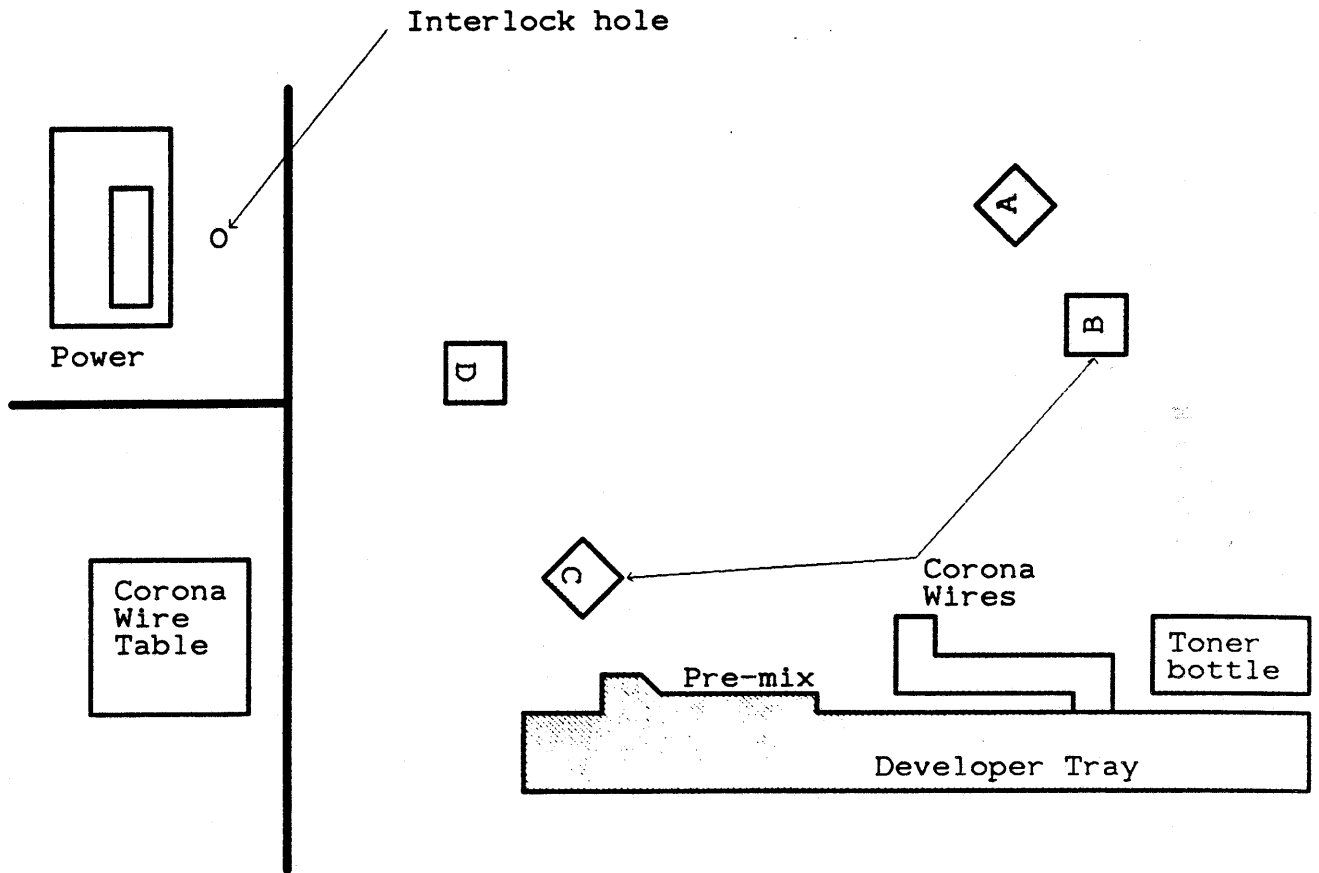 Interlock hole
A
B
Power
D
Corona
Wire
Table
C
Corona
Wires
Toner
bottle
Pre-mix
Developer Tray